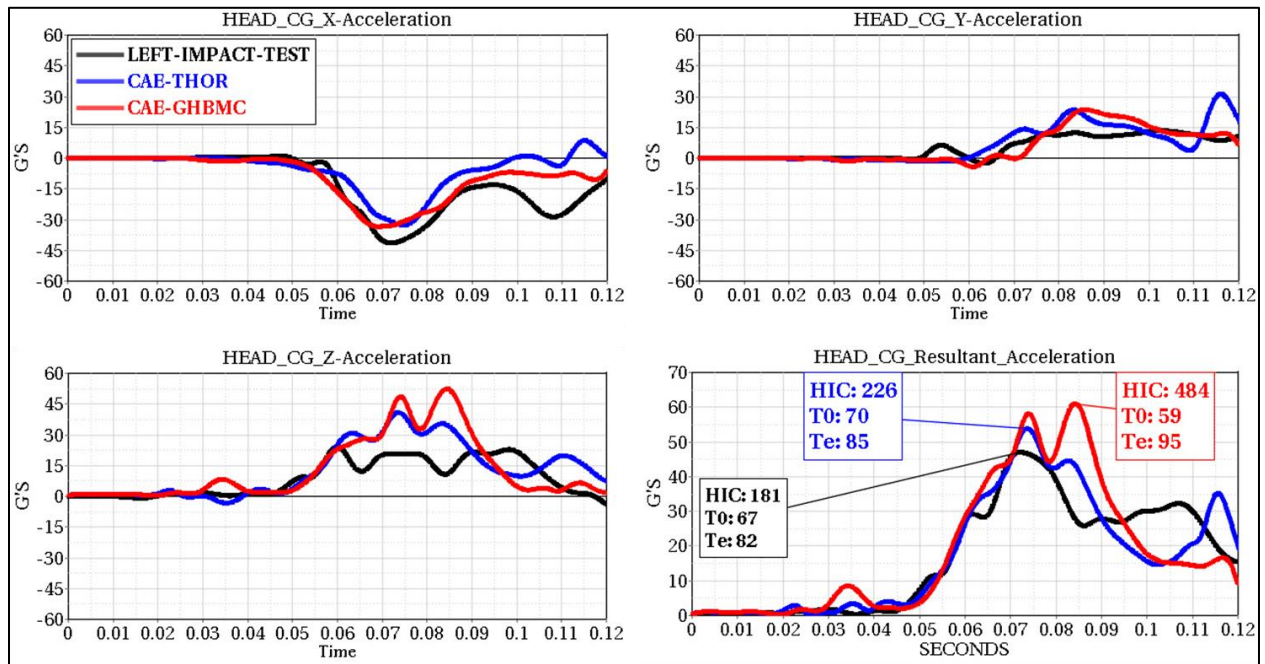 HEAD_CG_X-Acceleration
60
45
30
15
0
-15
-30
-45
-60
G'S
LEFT-IMPACT-TEST
CAE-THOR
CAE-GHBMC
0 0.01 0.02 0.03 0.04 0.05 0.06 0.07 0.08 0.09 0.1 0.11 0.12
Time
HEAD_CG_Y-Acceleration
60
45
30
15
0
-15
-30
-45
-60
G'S
0 0.01 0.02 0.03 0.04 0.05 0.06 0.07 0.08 0.09 0.1 0.11 0.12
Time
HEAD_CG_Z-Acceleration
60
45
30
15
0
-15
-30
-45
-60
G'S
0 0.01 0.02 0.03 0.04 0.05 0.06 0.07 0.08 0.09 0.1 0.11 0.12
Time
HEAD_CG_Resultant_Acceleration
70
60
50
40
30
20
10
0
G'S
HIC: 226
T0: 70
Te: 85
HIC: 484
T0: 59
Te: 95
HIC: 181
T0: 67
Te: 82
0 0.01 0.02 0.03 0.04 0.05 0.06 0.07 0.08 0.09 0.1 0.11 0.12
SECONDS